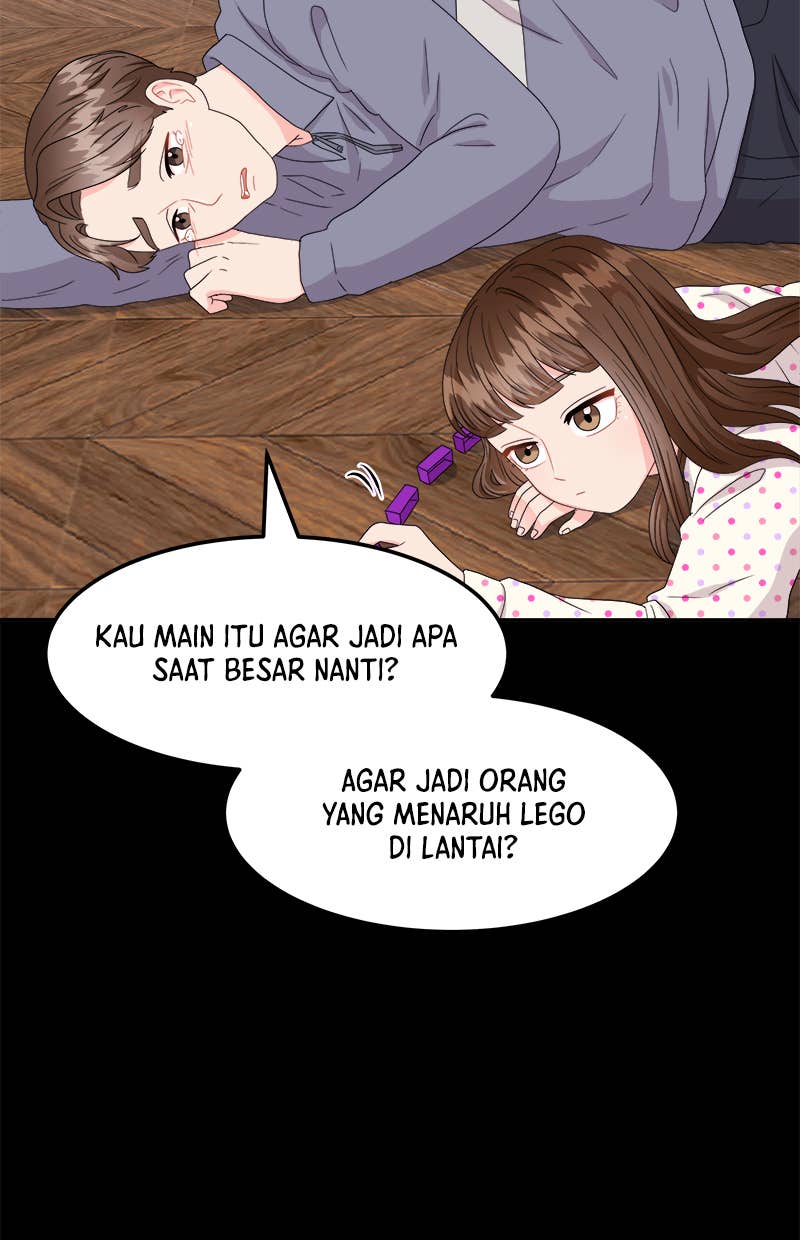 KAU MAIN ITU AGAR JADI APA
SAAT BESAR NANTI?
AGAR JADI ORANG
YANG MENARUH LEGO
DI LANTAI?